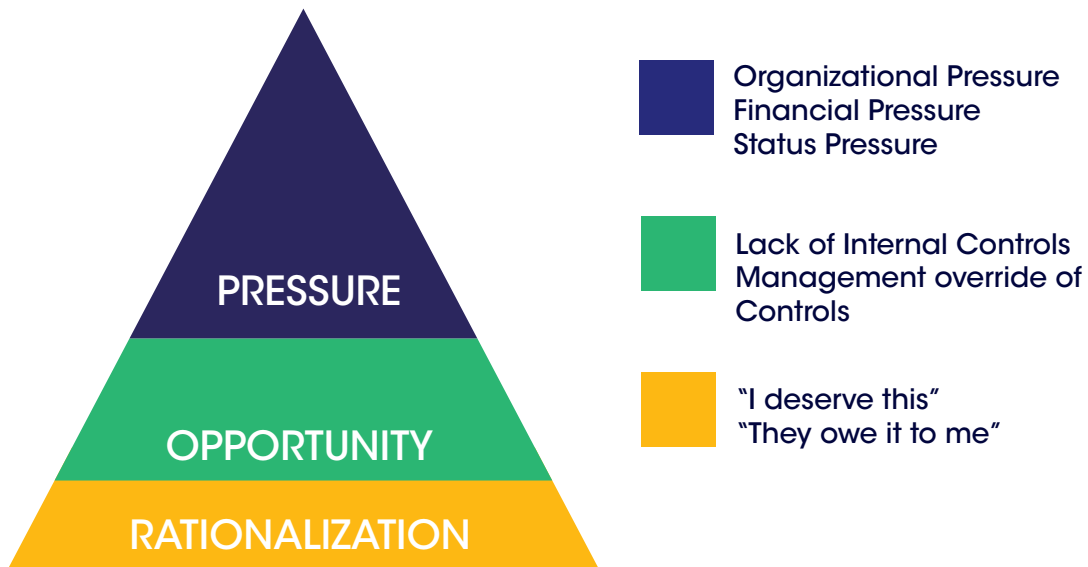 PRESSURE
OPPORTUNITY
RATIONALIZATION
Organizational Pressure
Financial Pressure
Status Pressure
Lack of Internal Controls
Management override of
Controls
“I deserve this”
“They owe it to me”